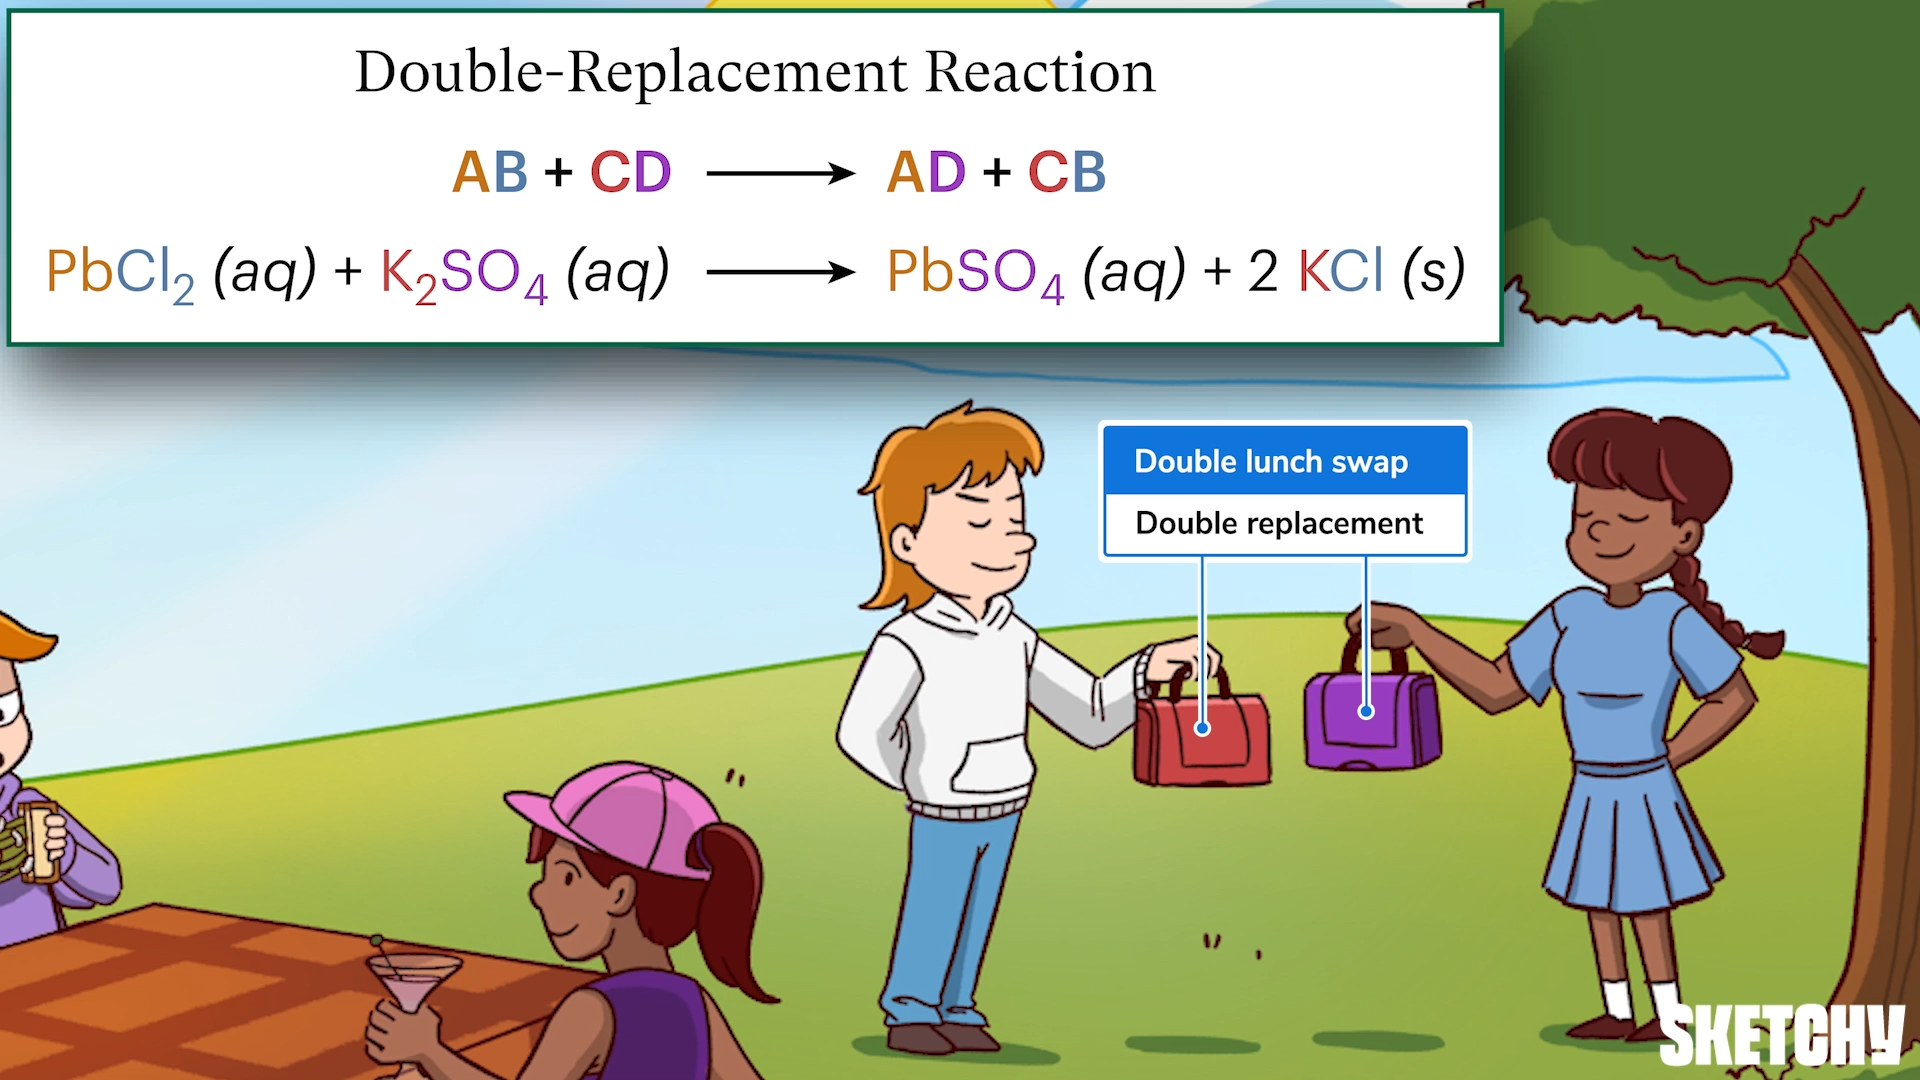 Double-Replacement Reaction
AB + CD ⟶ AD + CB
PbCl₂ (aq) + K₂SO₄ (aq) ⟶ PbSO₄ (aq) + 2 KCl (s)
Double lunch swap
Double replacement
SKETCHY